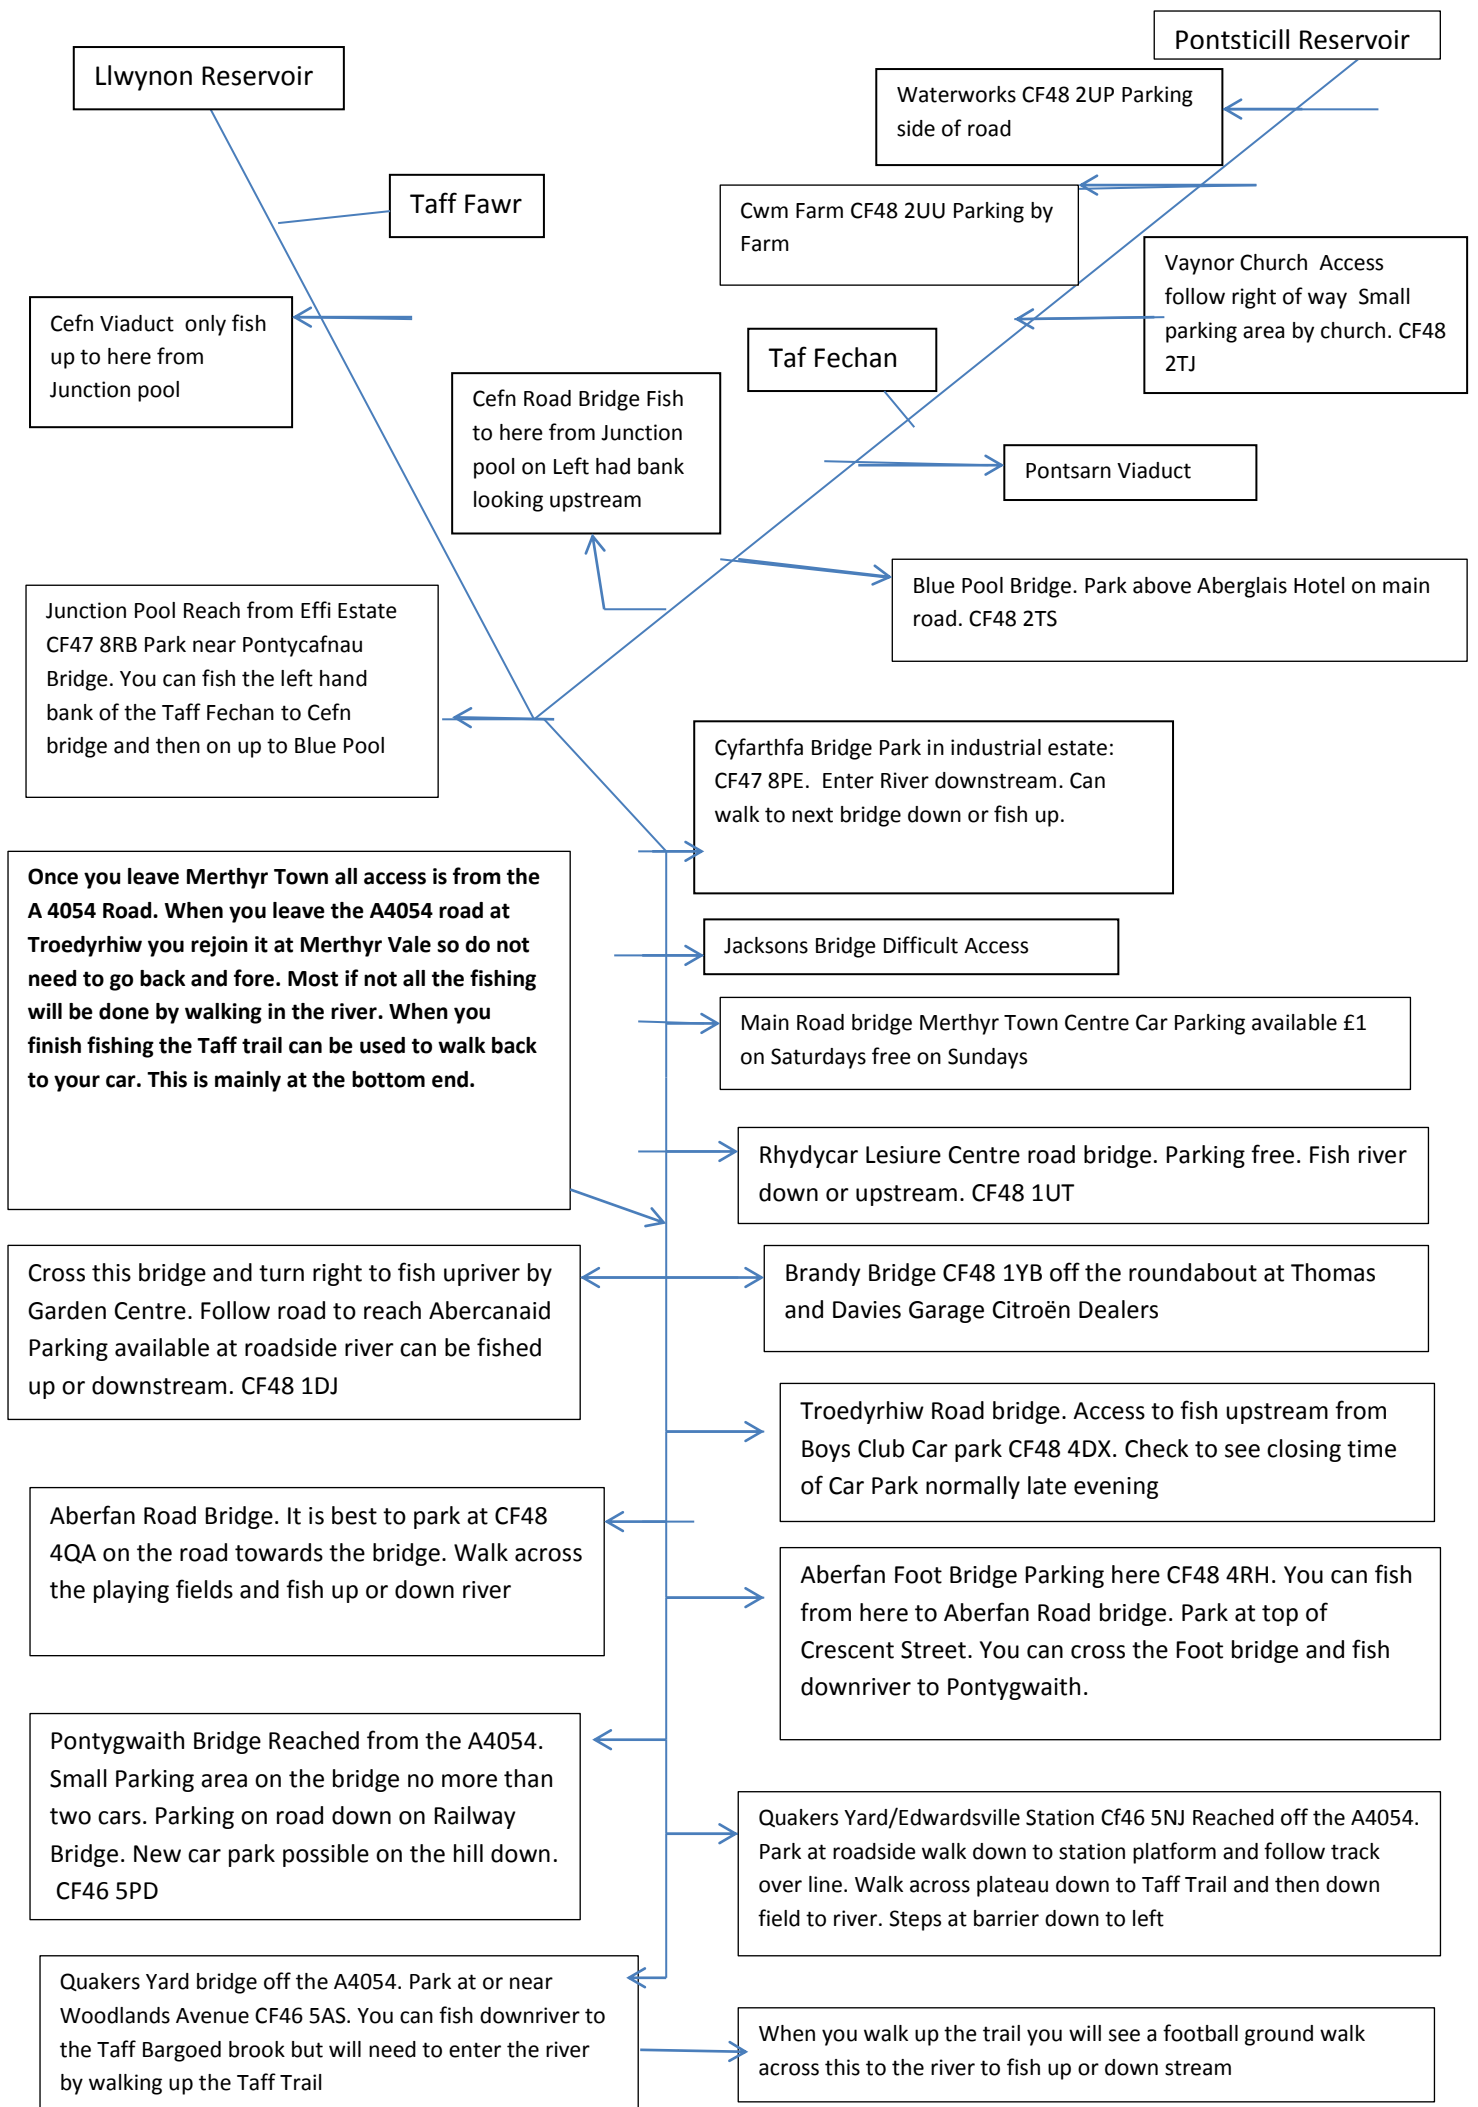 Pontsticill Reservoir
Llwynon Reservoir
Waterworks CF48 2UP Parking
side of road
Taff Fawr
Cwm Farm CF48 2UU Parking by
Farm
Vaynor Church  Access
follow right of way  Small
parking area by church. CF48
2TJ
Cefn Viaduct  only fish
up to here from
Junction pool
Taf Fechan
Cefn Road Bridge Fish
to here from Junction
pool on Left had bank
looking upstream
Pontsarn Viaduct
Blue Pool Bridge. Park above Aberglais Hotel on main
road. CF48 2TS
Junction Pool Reach from Effi Estate
CF47 8RB Park near Pontycafnau
Bridge. You can fish the left hand
bank of the Taff Fechan to Cefn
bridge and then on up to Blue Pool
Cyfarthfa Bridge Park in industrial estate:
CF47 8PE.  Enter River downstream. Can
walk to next bridge down or fish up.
Once you leave Merthyr Town all access is from the
A 4054 Road. When you leave the A4054 road at
Troedyrhiw you rejoin it at Merthyr Vale so do not
need to go back and fore. Most if not all the fishing
will be done by walking in the river. When you
finish fishing the Taff trail can be used to walk back
to your car. This is mainly at the bottom end.
Jacksons Bridge Difficult Access
Main Road bridge Merthyr Town Centre Car Parking available £1
on Saturdays free on Sundays
Rhydycar Lesiure Centre road bridge. Parking free. Fish river
down or upstream. CF48 1UT
Cross this bridge and turn right to fish upriver by
Garden Centre. Follow road to reach Abercanaid
Parking available at roadside river can be fished
up or downstream. CF48 1DJ
Brandy Bridge CF48 1YB off the roundabout at Thomas
and Davies Garage Citroën Dealers
Troedyrhiw Road bridge. Access to fish upstream from
Boys Club Car park CF48 4DX. Check to see closing time
of Car Park normally late evening
Aberfan Road Bridge. It is best to park at CF48
4QA on the road towards the bridge. Walk across
the playing fields and fish up or down river
Aberfan Foot Bridge Parking here CF48 4RH. You can fish
from here to Aberfan Road bridge. Park at top of
Crescent Street. You can cross the Foot bridge and fish
downriver to Pontygwaith.
Pontygwaith Bridge Reached from the A4054.
Small Parking area on the bridge no more than
two cars. Parking on road down on Railway
Bridge. New car park possible on the hill down.
CF46 5PD
Quakers Yard/Edwardsville Station Cf46 5NJ Reached off the A4054.
Park at roadside walk down to station platform and follow track
over line. Walk across plateau down to Taff Trail and then down
field to river. Steps at barrier down to left
Quakers Yard bridge off the A4054. Park at or near
Woodlands Avenue CF46 5AS. You can fish downriver to
the Taff Bargoed brook but will need to enter the river
by walking up the Taff Trail
When you walk up the trail you will see a football ground walk
across this to the river to fish up or down stream